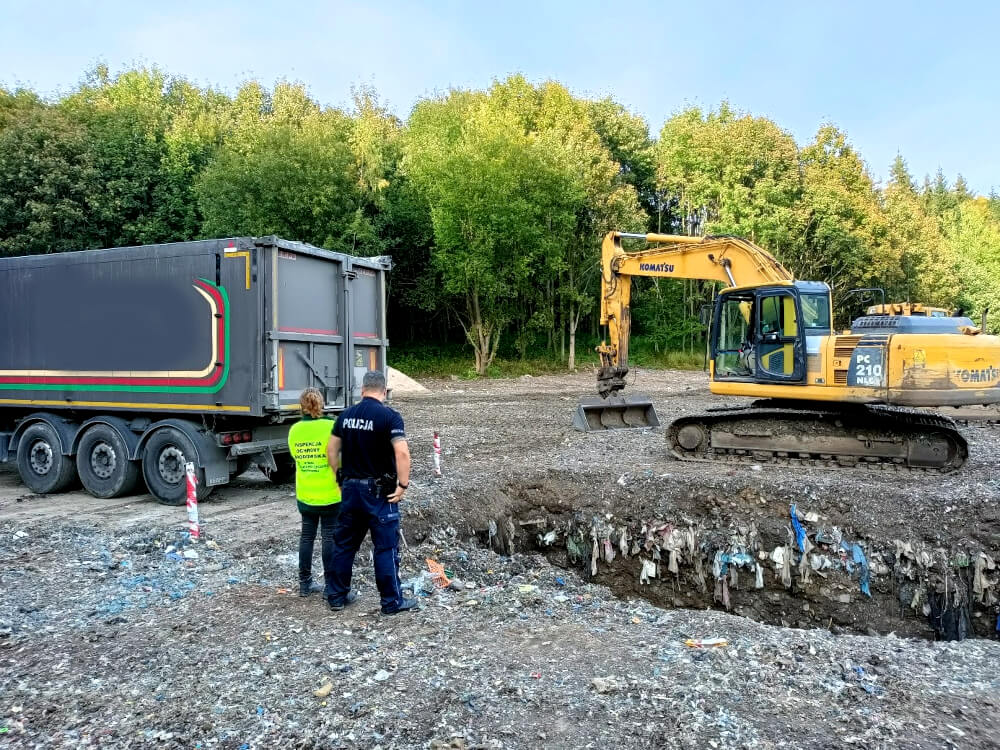 POLICJA
INSPEKCJA
OCHRONY
ŚRODOWISKA
KOMATSU
PC
210
NLC
KOMATSU